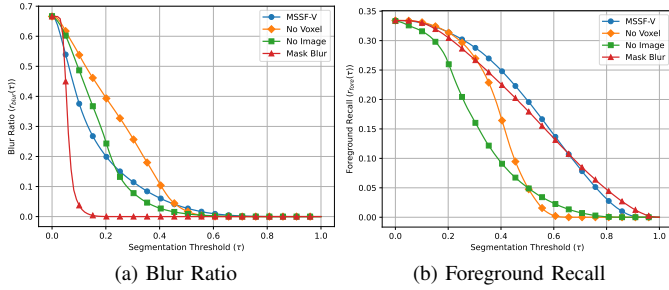 (a)
0.7
0.6
0.5
0.4
0.3
0.2
0.1
0.0
Blur Ratio (r_blur(τ))
MSSF-V
No Voxel
No Image
Mask Blur
0.0 0.2 0.4 0.6 0.8 1.0
Segmentation Threshold (τ)
(a) Blur Ratio
(b)
0.35
0.30
0.25
0.20
0.15
0.10
0.05
0.00
Foreground Recall (r_fore(τ))
MSSF-V
No Voxel
No Image
Mask Blur
0.0 0.2 0.4 0.6 0.8 1.0
Segmentation Threshold (τ)
(b) Foreground Recall